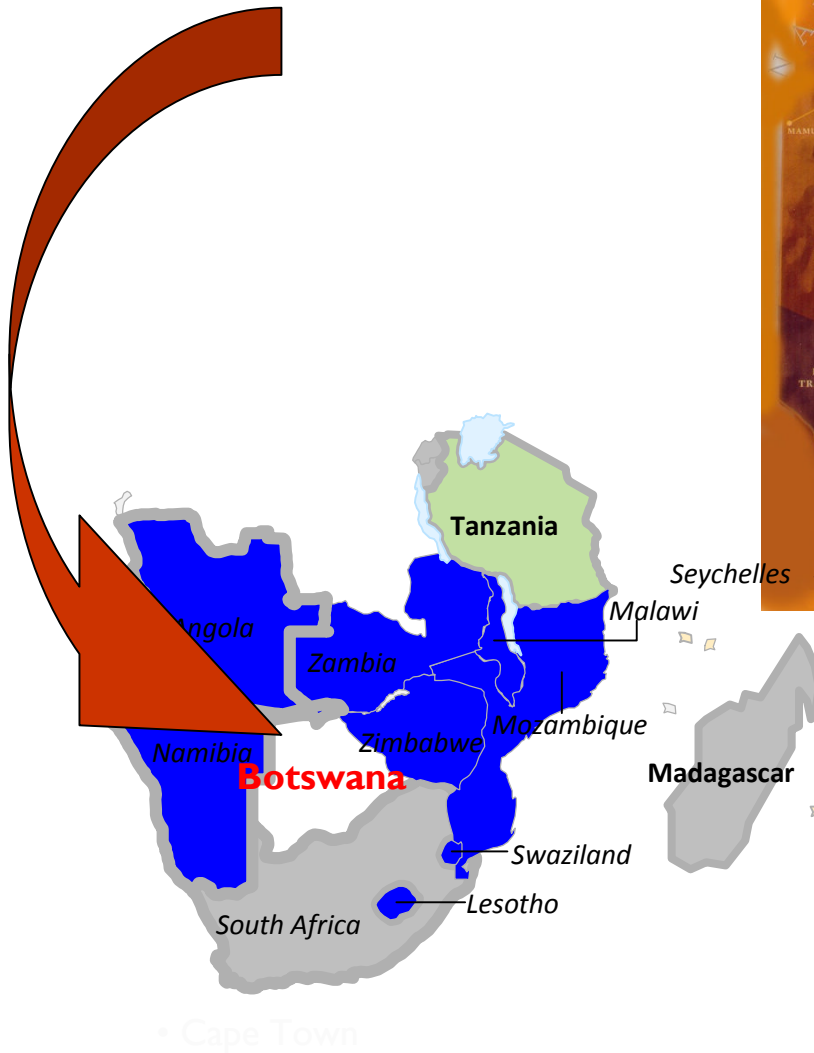 Tanzania
Seychelles
Malawi
Angola
Zambia
Mozambique
Zimbabwe
Namibia
Botswana
Madagascar
Swaziland
Lesotho
South Africa
• Cape Town